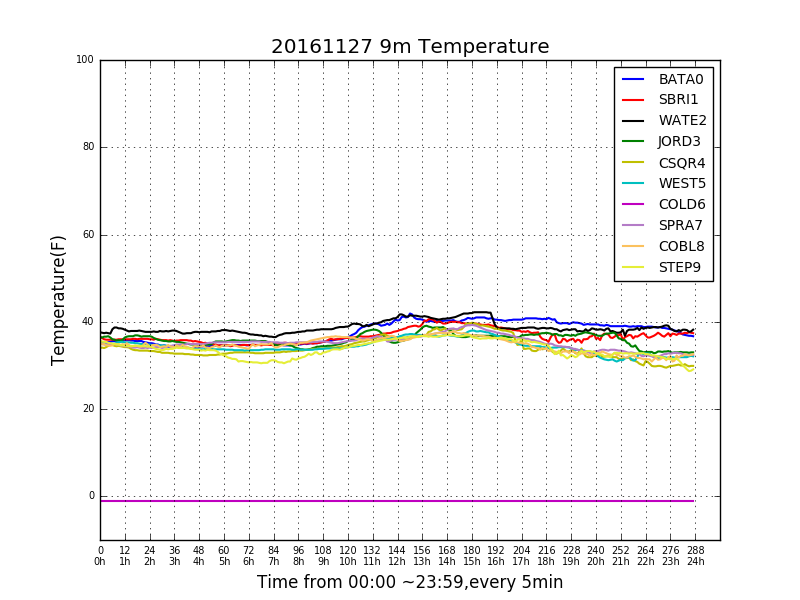 20161127 9m Temperature
100
80
60
40
20
0
Temperature(F)
BATA0
SBRI1
WATE2
JORD3
CSQR4
WEST5
COLD6
SPRA7
COBL8
STEP9
0 12 24 36 48 60 72 84 96 108 120 132 144 156 168 180 192 204 216 228 240 252 264 276 288
0h 1h 2h 3h 4h 5h 6h 7h 8h 9h 10h 11h 12h 13h 14h 15h 16h 17h 18h 19h 20h 21h 22h 23h 24h
Time from 00:00 ~23:59,every 5min